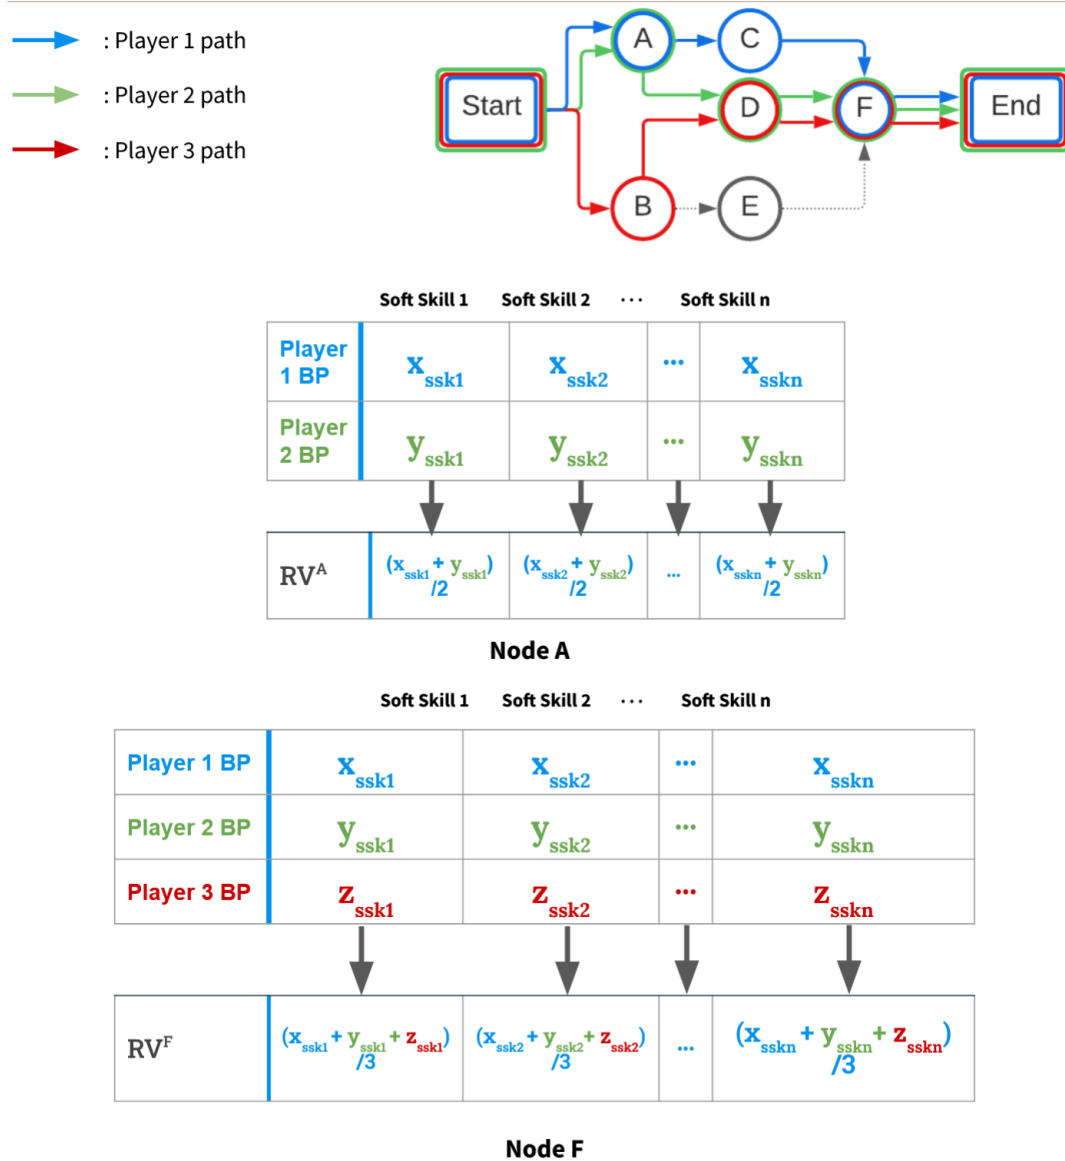 : Player 1 path
: Player 2 path
: Player 3 path
Start
A
C
D
F
End
B
E
Soft Skill 1 Soft Skill 2 ··· Soft Skill n
Player
1 BP
x ssk1 x ssk2 ... x sskn
Player
2 BP
y ssk1 y ssk2 ... y sskn
RV^A
(x ssk1 + y ssk1) (x ssk2 + y ssk2) ... (x sskn + y sskn)
/2 /2 /2
Node A
Soft Skill 1 Soft Skill 2 ··· Soft Skill n
Player 1 BP x ssk1 x ssk2 ... x sskn
Player 2 BP y ssk1 y ssk2 ... y sskn
Player 3 BP z ssk1 z ssk2 ... z sskn
RV^F
(x ssk1 + y ssk1 + z ssk1) (x ssk2 + y ssk2 + z ssk2) ... (x sskn + y sskn + z sskn)
/3 /3 /3
Node F